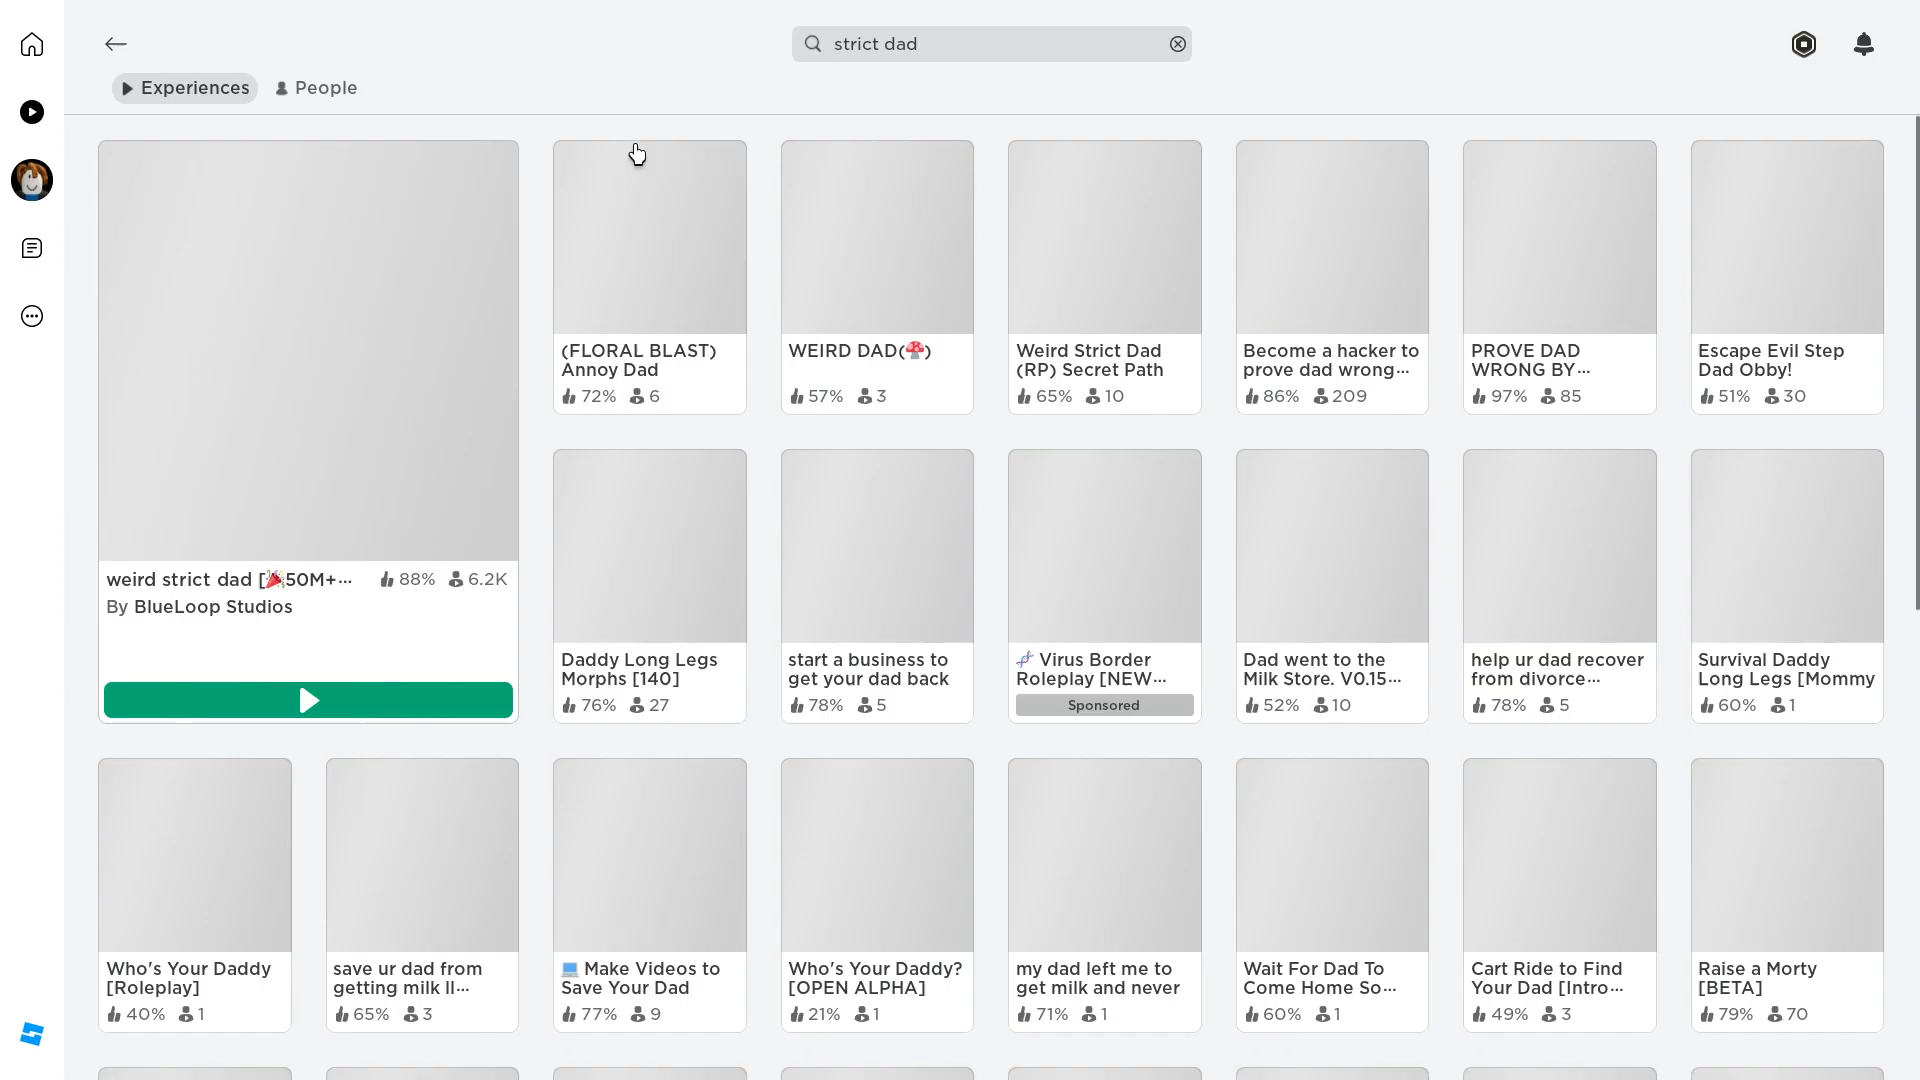 strict dad
Experiences
People
weird strict dad [🎉50M+...
88% 6.2K
By BlueLoop Studios
(FLORAL BLAST)
Annoy Dad
72% 6
WEIRD DAD(🍄)
57% 3
Weird Strict Dad
(RP) Secret Path
65% 10
Become a hacker to
prove dad wrong...
86% 209
PROVE DAD
WRONG BY...
97% 85
Escape Evil Step
Dad Obby!
51% 30
Daddy Long Legs
Morphs [140]
76% 27
start a business to
get your dad back
78% 5
🧬 Virus Border
Roleplay [NEW...
Sponsored
Dad went to the
Milk Store. V0.15...
52% 10
help ur dad recover
from divorce...
78% 5
Survival Daddy
Long Legs [Mommy
60% 1
Who's Your Daddy
[Roleplay]
40% 1
save ur dad from
getting milk ll...
65% 3
💻 Make Videos to
Save Your Dad
77% 9
Who's Your Daddy?
[OPEN ALPHA]
21% 1
my dad left me to
get milk and never
71% 1
Wait For Dad To
Come Home So...
60% 1
Cart Ride to Find
Your Dad [Intro...
49% 3
Raise a Morty
[BETA]
79% 70